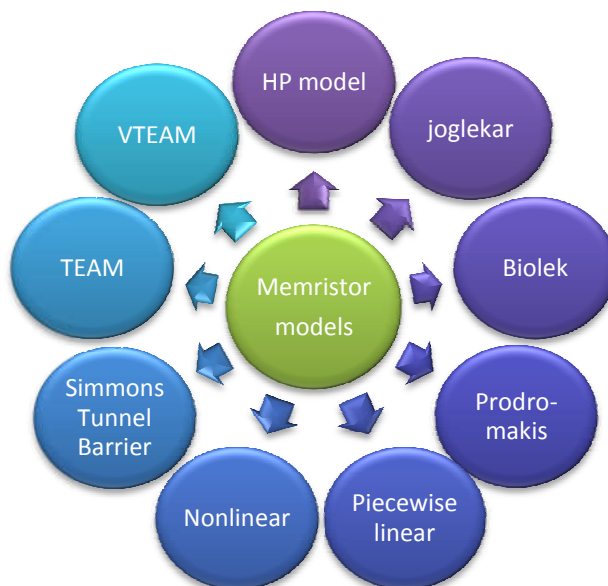 HP model
joglekar
Biolek
Prodro-
makis
Piecewise
linear
Nonlinear
Simmons
Tunnel
Barrier
TEAM
VTEAM
Memristor
models